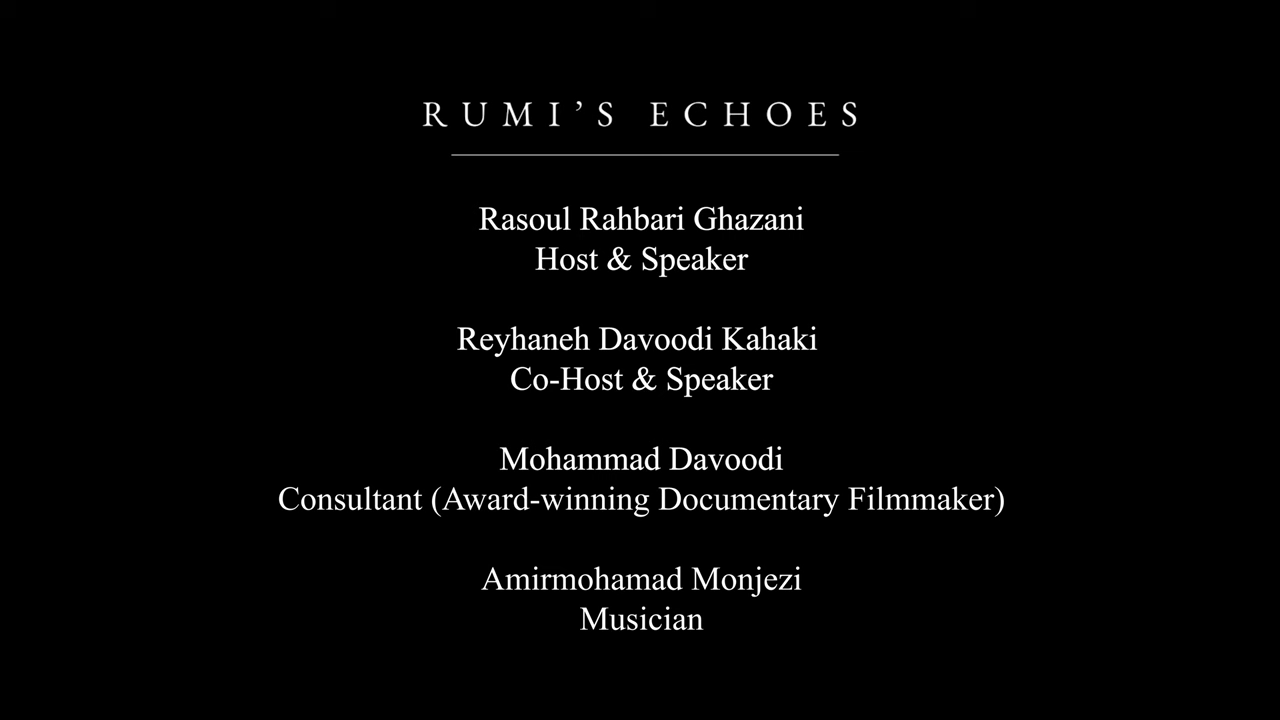 RUMI’S ECHOES
Rasoul Rahbari Ghazani
Host & Speaker
Reyhaneh Davoodi Kahaki
Co-Host & Speaker
Mohammad Davoodi
Consultant (Award-winning Documentary Filmmaker)
Amirmohamad Monjezi
Musician